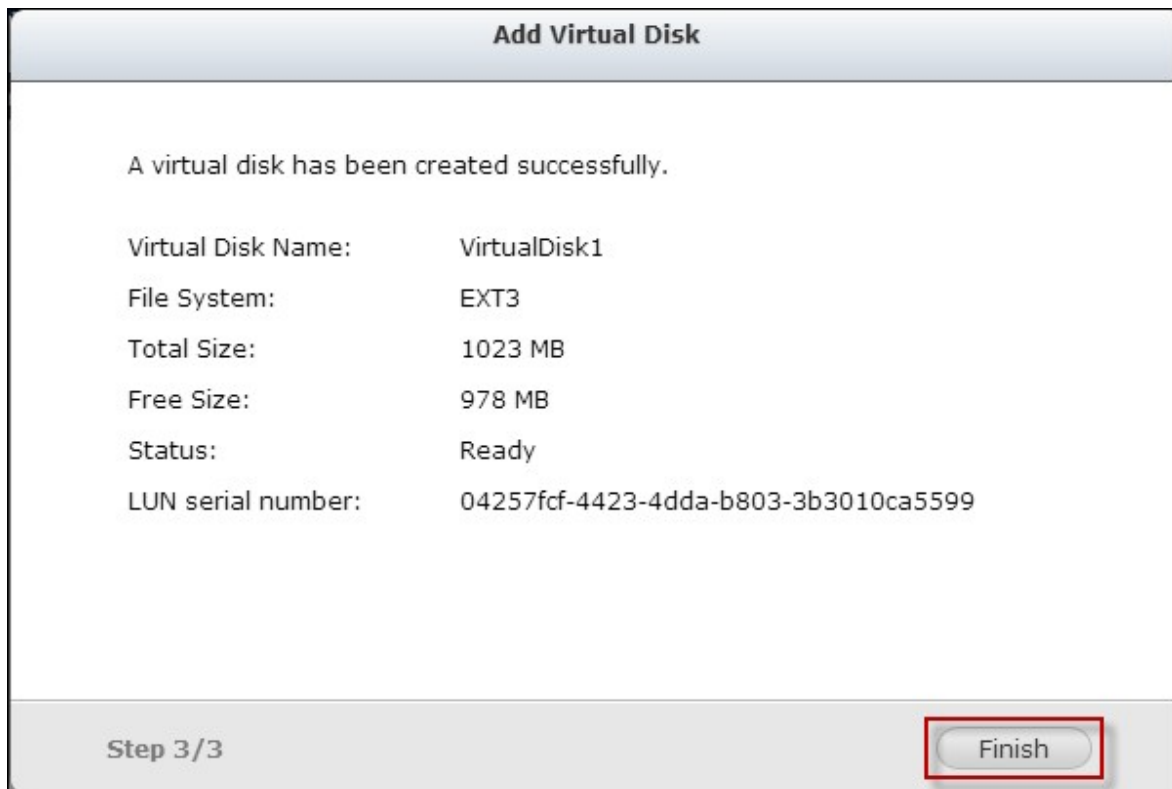 Add Virtual Disk
A virtual disk has been created successfully.
Virtual Disk Name: VirtualDisk1
File System: EXT3
Total Size: 1023 MB
Free Size: 978 MB
Status: Ready
LUN serial number: 04257fcf-4423-4dda-b803-3b3010ca5599
Step 3/3 Finish